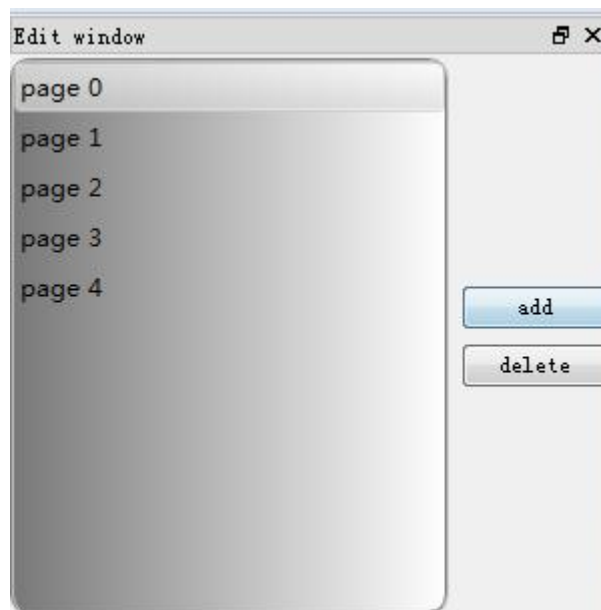 Edit window
page 0
page 1
page 2
page 3
page 4
add
delete